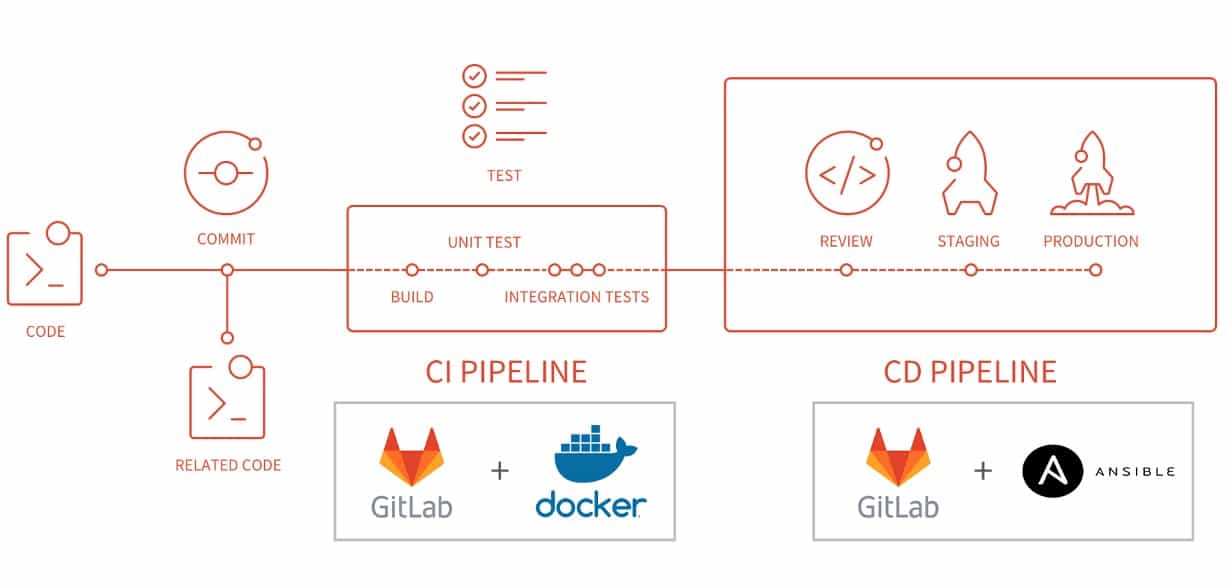 TEST
COMMIT
UNIT TEST
REVIEW
STAGING
PRODUCTION
BUILD
INTEGRATION TESTS
CODE
CI PIPELINE
CD PIPELINE
RELATED CODE
GitLab
+
docker
GitLab
+
ANSIBLE